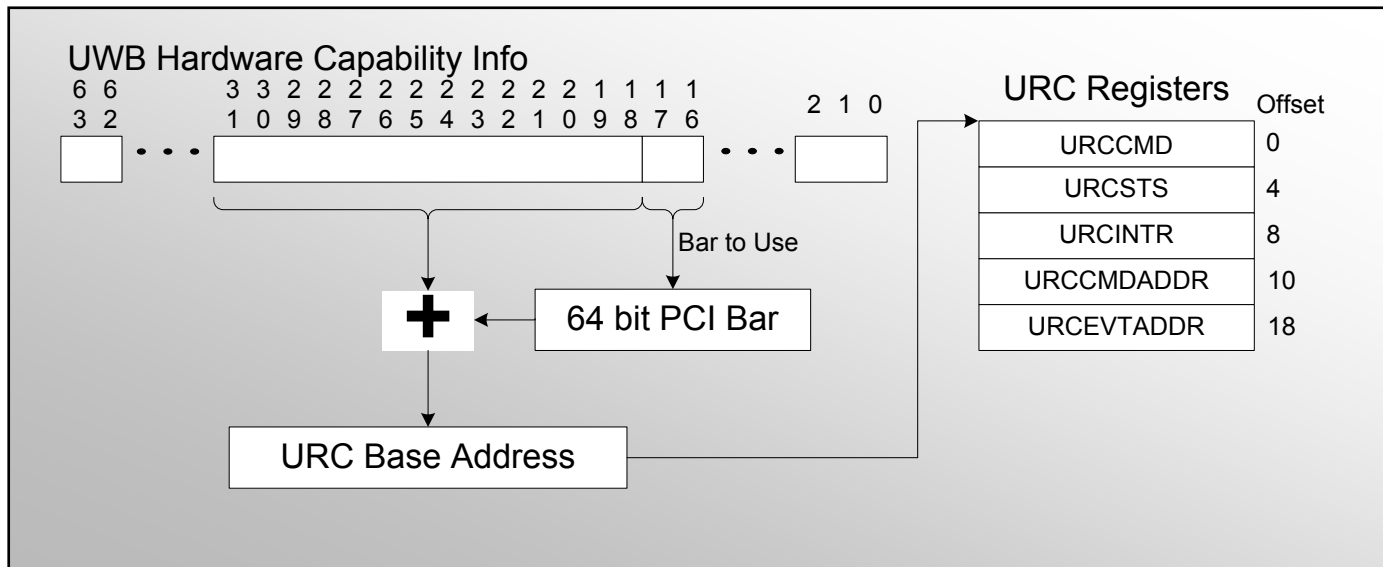 UWB Hardware Capability Info
6 6 3 3 2 2 2 2 2 2 2 2 2 2 1 1 1 1
3 2 1 0 9 8 7 6 5 4 3 2 1 0 9 8 7 6
2 1 0
URC Registers
Offset
URCCMD 0
URCSTS 4
URCINTR 8
URCCMDADDR 10
URCEVTADDR 18
Bar to Use
+
64 bit PCI Bar
URC Base Address